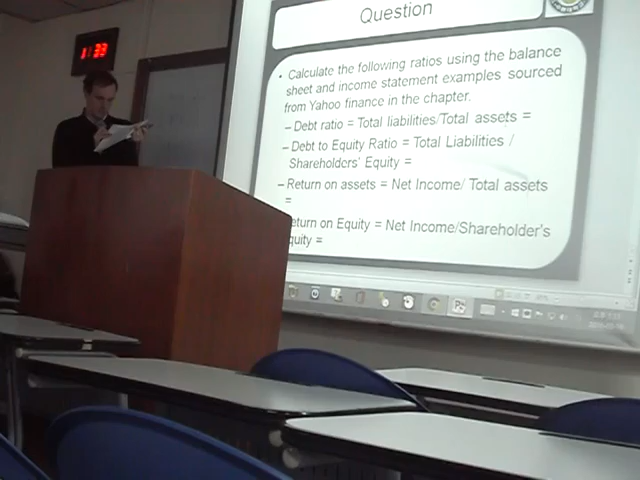 1:33
Question
• Calculate the following ratios using the balance
sheet and income statement examples sourced
from Yahoo finance in the chapter.
– Debt ratio = Total liabilities/Total assets =
– Debt to Equity Ratio = Total Liabilities /
Shareholders' Equity =
– Return on assets = Net Income/ Total assets
=
eturn on Equity = Net Income/Shareholder's
quity =